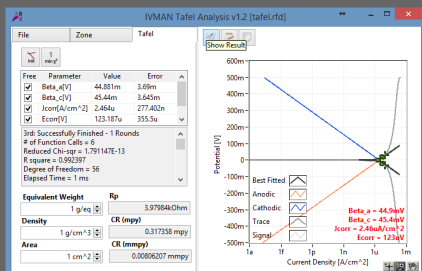 IVMAN Tafel Analysis v1.2 [tafel.rfd]
File Zone Tafel
Init min χ²
Show Result
Free Parameter Value Error
Beta_a[V] 44.881m 3.69m
Beta_c[V] 45.44m 3.645m
Jcorr[A/cm^2] 2.464u 277.402n
Ecorr[V] 123.187u 355.5u
3rd: Successfully Finished - 1 Rounds
# of Function Calls = 6
Reduced Chi-sqr = 1.791147E-13
R square = 0.992397
Degree of Freedom = 56
Elapsed Time = 1 ms
Equivalent Weight
1 g/eq
Rp
3.97984kOhm
Density
1 g/cm^3
CR (mpy)
0.317358 mpy
Area
1 cm^2
CR (mmpy)
0.00806207 mmpy
Potential [V]
600m
500m
400m
300m
200m
100m
0
-100m
-200m
-300m
-400m
-500m
Best Fitted
Anodic
Cathodic
Trace
Signal
Beta_a = 44.9mV
Beta_c = 45.4mV
Jcorr = 2.46uA/cm^2
Ecorr = 123uV
1a 1f 1p 1n 1u 1m 1
Current Density [A/cm^2]